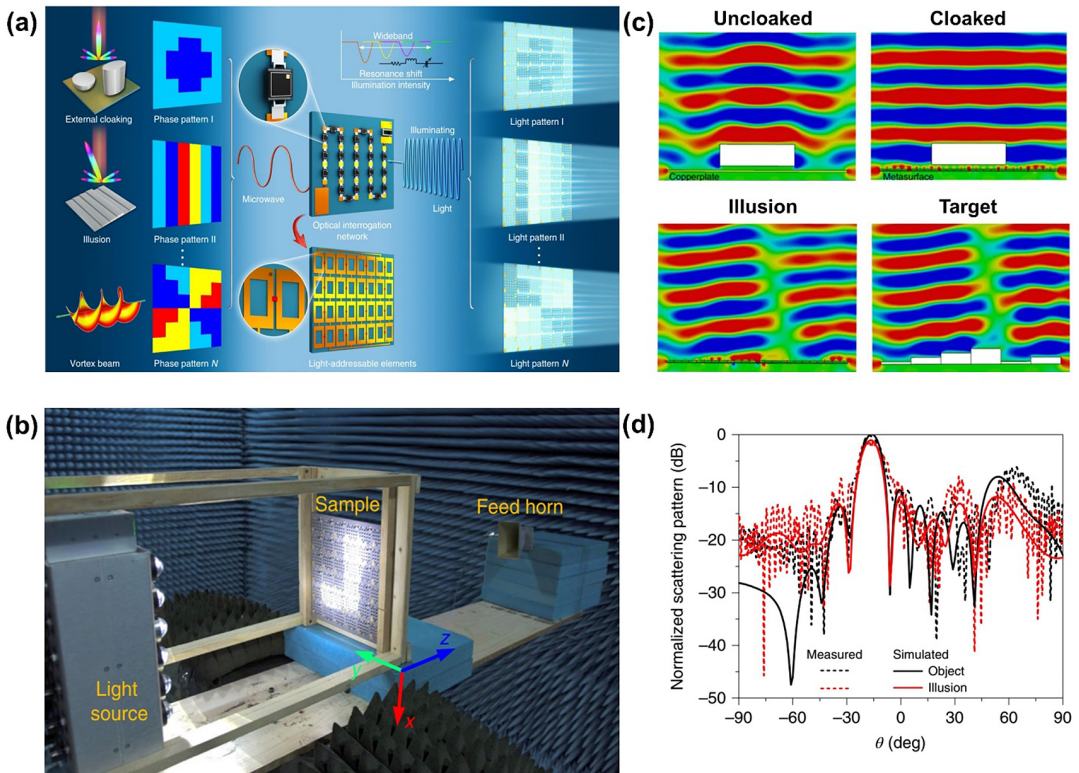 (a)
External cloaking
Phase pattern I
Illusion
Phase pattern II
Vortex beam
Phase pattern N
Microwave
Wideband
Resonance shift
Illumination intensity
Illuminating
Light
Optical interrogation
network
Light-addressable elements
Light pattern I
Light pattern II
Light pattern N
(b)
Light
source
Sample
Feed horn
y
z
x
(c)
Uncloaked
Cloaked
Copperplate
Metasurface
Illusion
Target
(d)
Normalized scattering pattern (dB)
0
–10
–20
–30
–40
–50
Measured
Simulated
Object
Illusion
–90
–60
–30
0
30
60
90
θ (deg)